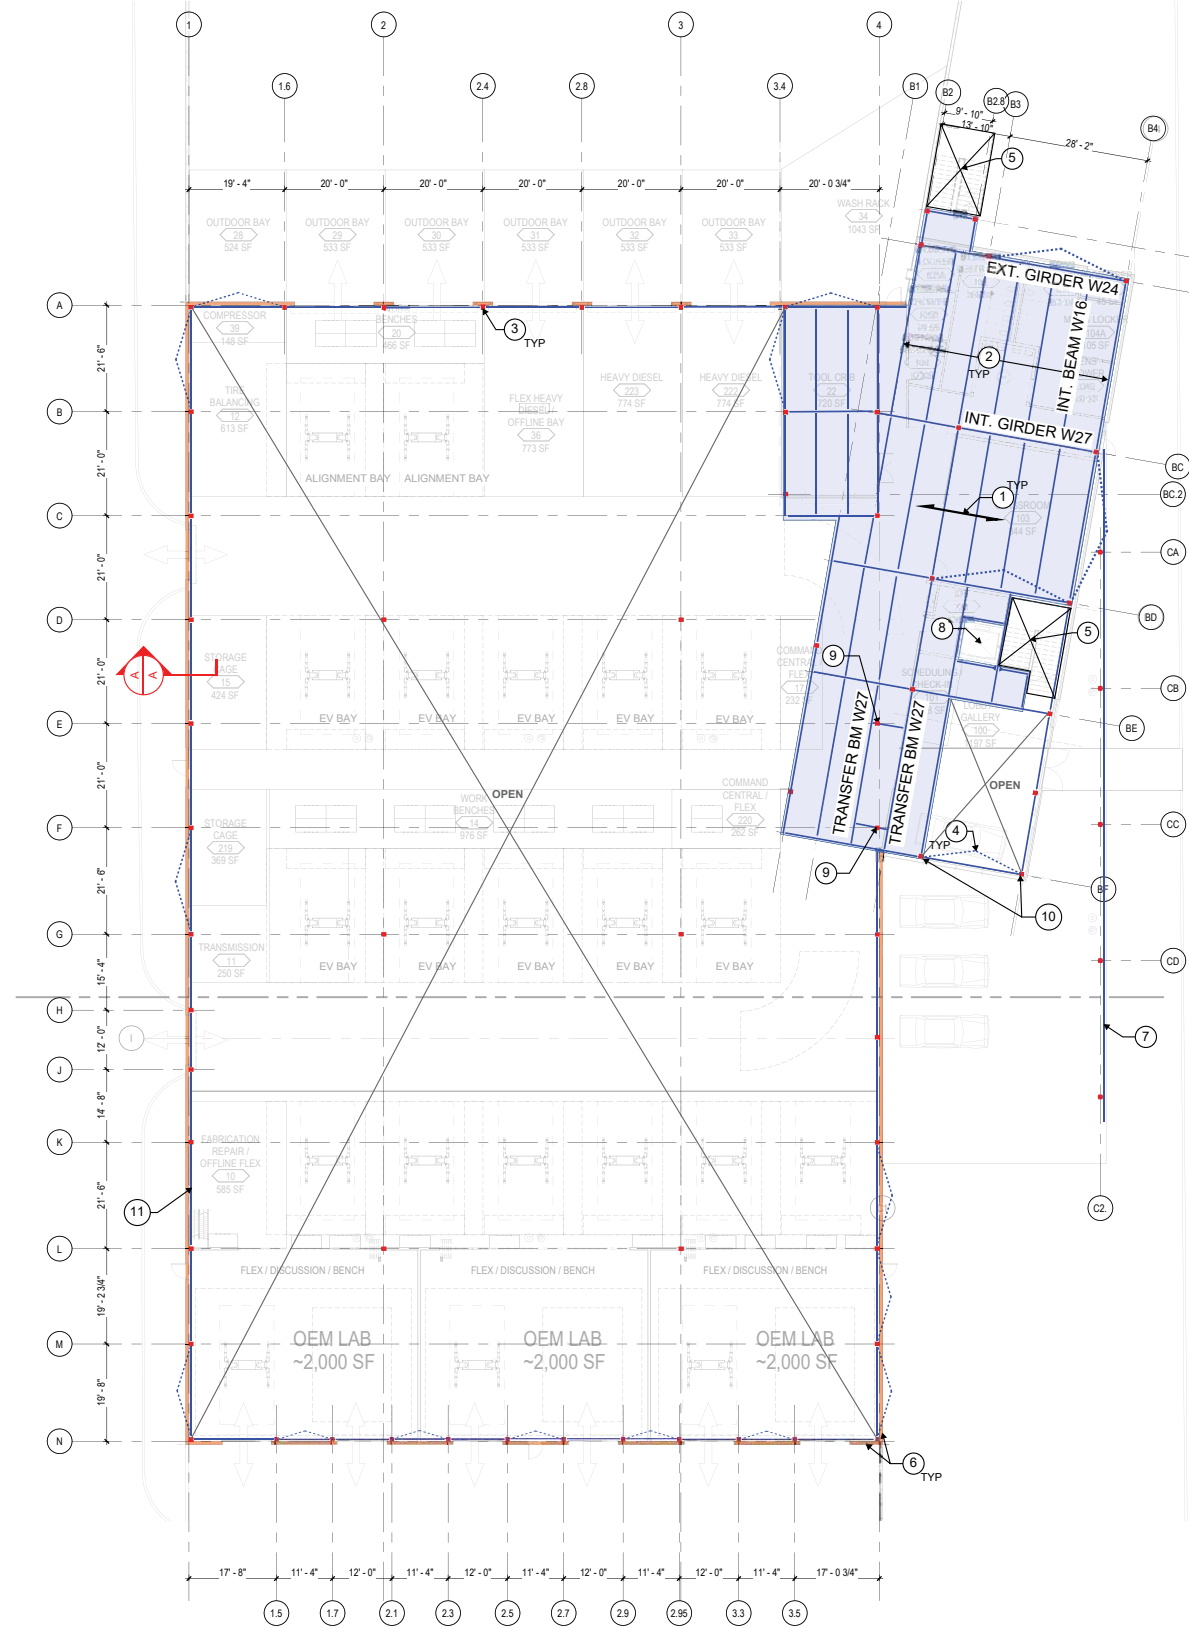 1
2
3
4
1.6
2.4
2.8
3.4
B1
B2
B2.8
B3
B4
9' - 10"
13' - 10"
28' - 2"
5
19' - 4"
20' - 0"
20' - 0"
20' - 0"
20' - 0"
20' - 0"
20' - 0 3/4"
WASH RACK
34
1043 SF
OUTDOOR BAY
28
524 SF
OUTDOOR BAY
29
533 SF
OUTDOOR BAY
30
533 SF
OUTDOOR BAY
31
533 SF
OUTDOOR BAY
32
533 SF
OUTDOOR BAY
33
533 SF
EXT. GIRDER W24
INT. BEAM W16
INT. GIRDER W27
A
COMPRESSOR
39
148 SF
BENCHES
20
466 SF
3
TYP
2
TYP
21' - 6"
TIRE
BALANCING
12
613 SF
FLEX HEAVY
DIESEL /
OFFLINE BAY
36
773 SF
HEAVY DIESEL
223
774 SF
HEAVY DIESEL
222
774 SF
TOOL CRIB
22
720 SF
B
21' - 0"
ALIGNMENT BAY
ALIGNMENT BAY
BC
BC.2
1
TYP
103
C
21' - 0"
CA
D
BD
8
5
21' - 0"
A
A
STORAGE
CAGE
15
424 SF
COMMAND
CENTRAL
FLEX
17
232 SF
9
SCHEDULING /
CHECK-IN
101
LOBBY
GALLERY
100
1197 SF
CB
EV BAY
EV BAY
EV BAY
EV BAY
EV BAY
E
BE
TRANSFER BM W27
TRANSFER BM W27
21' - 0"
OPEN
OPEN
WORK
BENCHES
14
976 SF
COMMAND
CENTRAL /
FLEX
220
262 SF
STORAGE
CAGE
219
369 SF
F
CC
4
TYP
9
BF
10
21' - 6"
G
TRANSMISSION
11
250 SF
EV BAY
EV BAY
EV BAY
EV BAY
EV BAY
CD
15' - 4"
H
12' - 0"
I
7
J
14' - 8"
K
FABRICATION
REPAIR /
OFFLINE FLEX
10
585 SF
11
C2.
21' - 6"
L
FLEX / DISCUSSION / BENCH
FLEX / DISCUSSION / BENCH
FLEX / DISCUSSION / BENCH
19' - 2 3/4"
M
OEM LAB
~2,000 SF
OEM LAB
~2,000 SF
OEM LAB
~2,000 SF
19' - 8"
N
6
TYP
17' - 8"
11' - 4"
12' - 0"
11' - 4"
12' - 0"
11' - 4"
12' - 0"
11' - 4"
12' - 0"
11' - 4"
17' - 0 3/4"
1.5
1.7
2.1
2.3
2.5
2.7
2.9
2.95
3.3
3.5